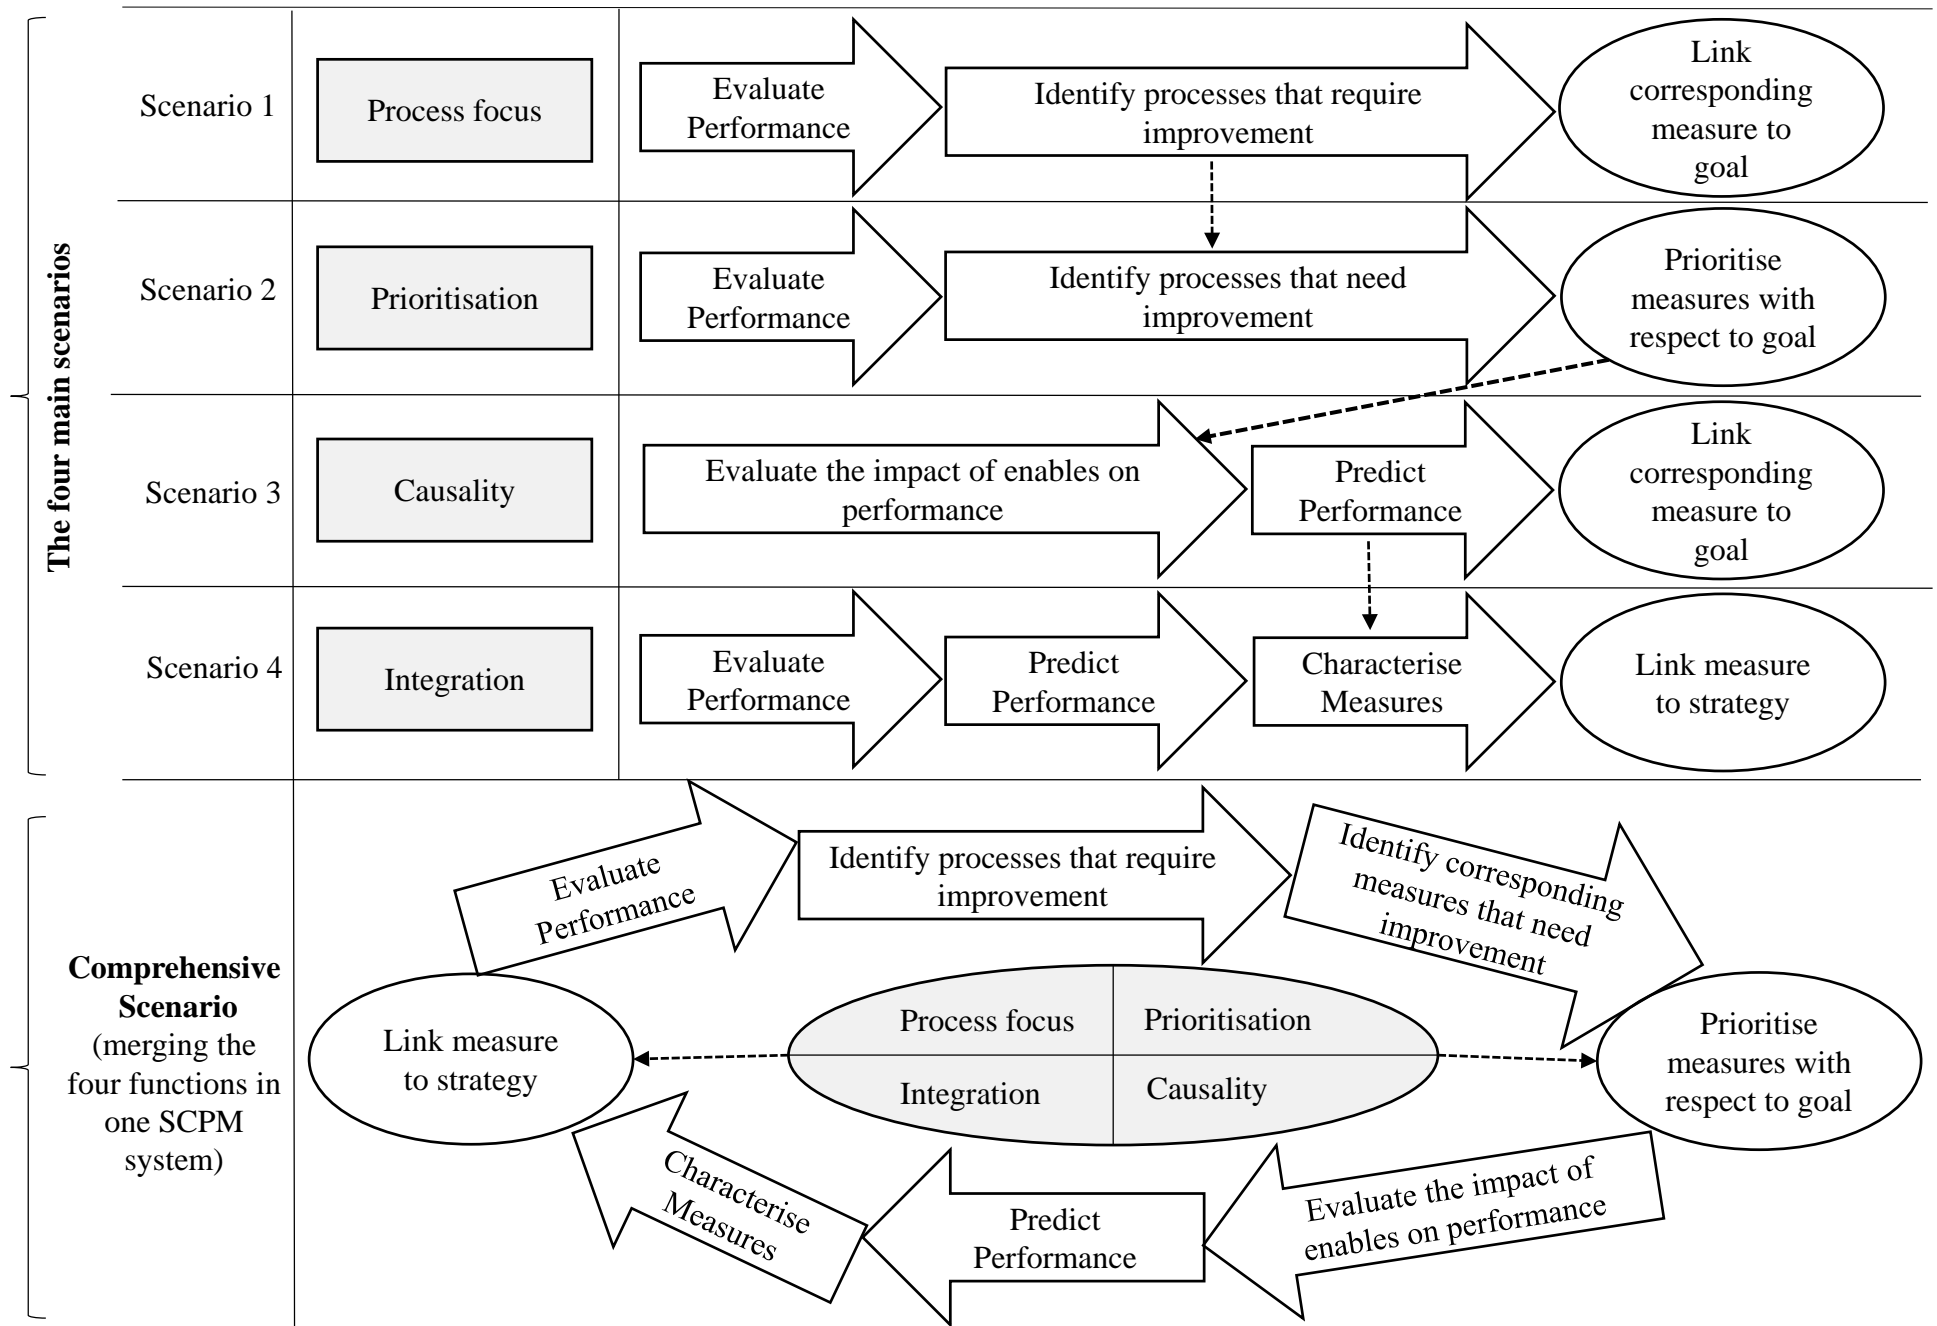 The four main scenarios
Scenario 1
Process focus
Evaluate
Performance
Identify processes that require
improvement
Link
corresponding
measure to
goal
Scenario 2
Prioritisation
Evaluate
Performance
Identify processes that need
improvement
Prioritise
measures with
respect to goal
Scenario 3
Causality
Evaluate the impact of enables on
performance
Predict
Performance
Link
corresponding
measure to
goal
Scenario 4
Integration
Evaluate
Performance
Predict
Performance
Characterise
Measures
Link measure
to strategy
Comprehensive
Scenario
(merging the
four functions in
one SCPM
system)
Evaluate
Performance
Identify processes that require
improvement
Identify corresponding
measures that need
improvement
Link measure
to strategy
Process focus
Prioritisation
Integration
Causality
Prioritise
measures with
respect to goal
Characterise
Measures
Predict
Performance
Evaluate the impact of
enables on performance